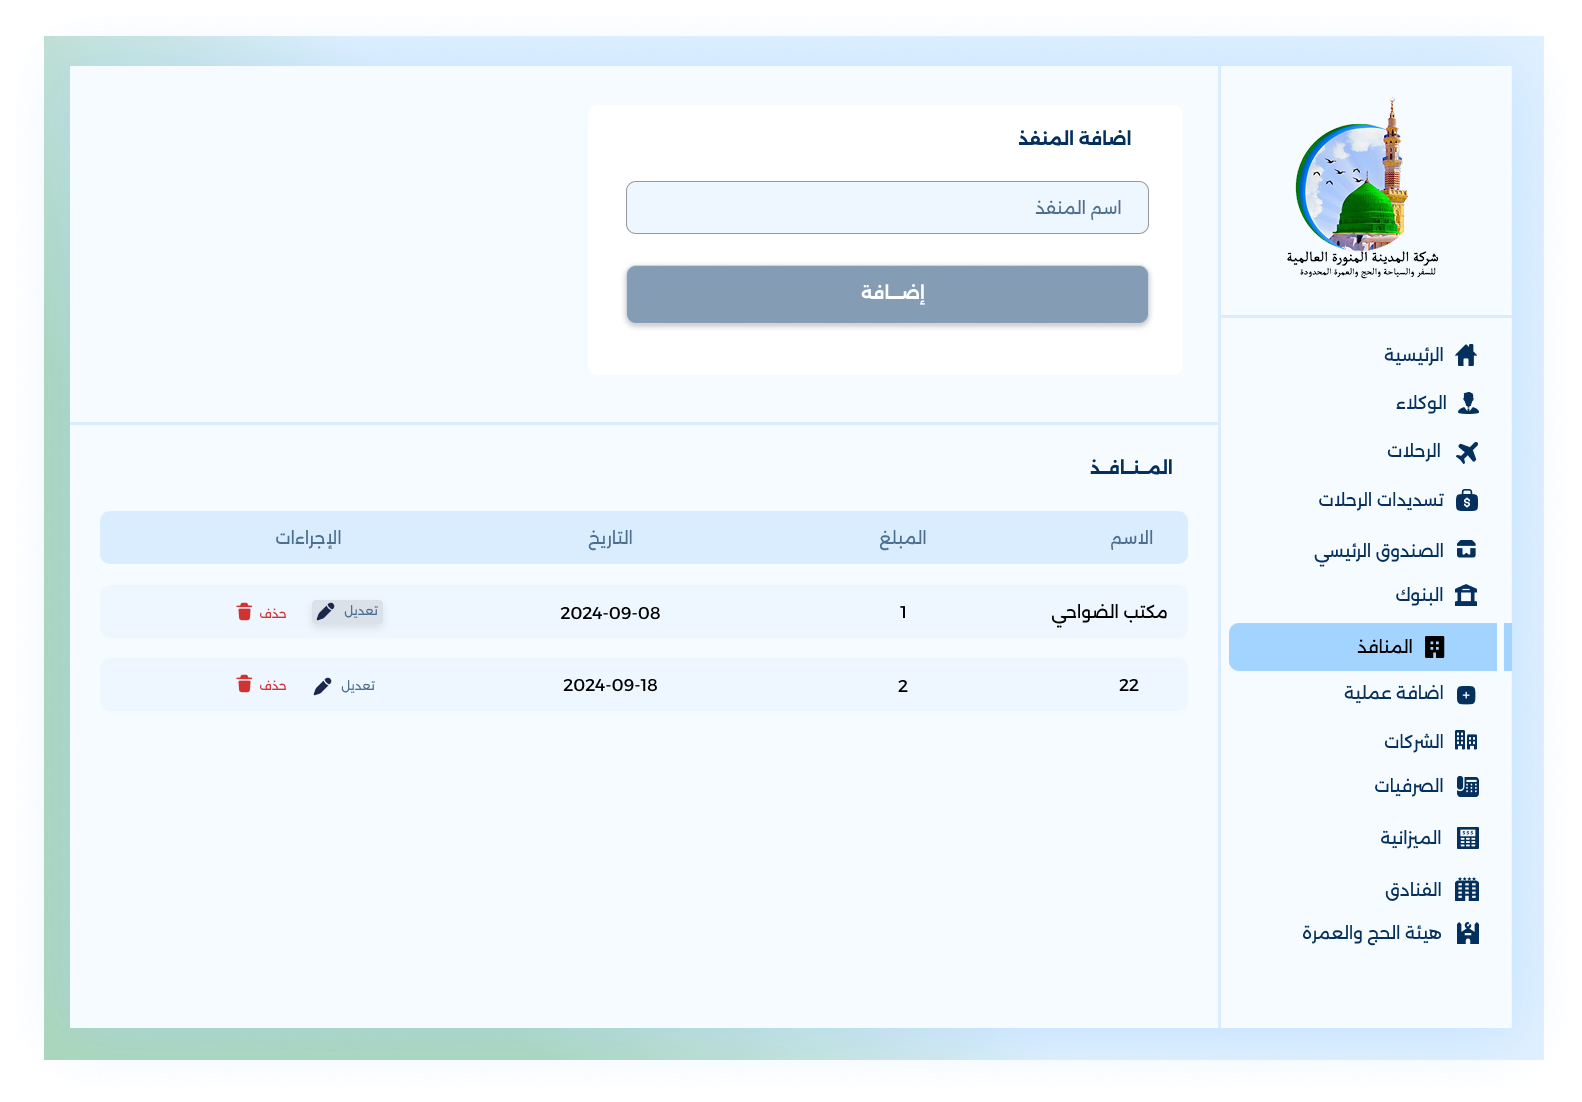 شركة المدينة المنورة العالمية
للسفر والسياحة والحج والعمرة المحدودة
الرئيسية
الوكلاء
الرحلات
تسديدات الرحلات
الصندوق الرئيسي
البنوك
المنافذ
اضافة عملية
الشركات
الصرفيات
الميزانية
الفنادق
هيئة الحج والعمرة
اضافة المنفذ
اسم المنفذ
إضــافة
المــنــافــذ
الاسم المبلغ التاريخ الإجراءات
مكتب الضواحي 1 2024-09-08 تعديل حذف
22 2 2024-09-18 تعديل حذف